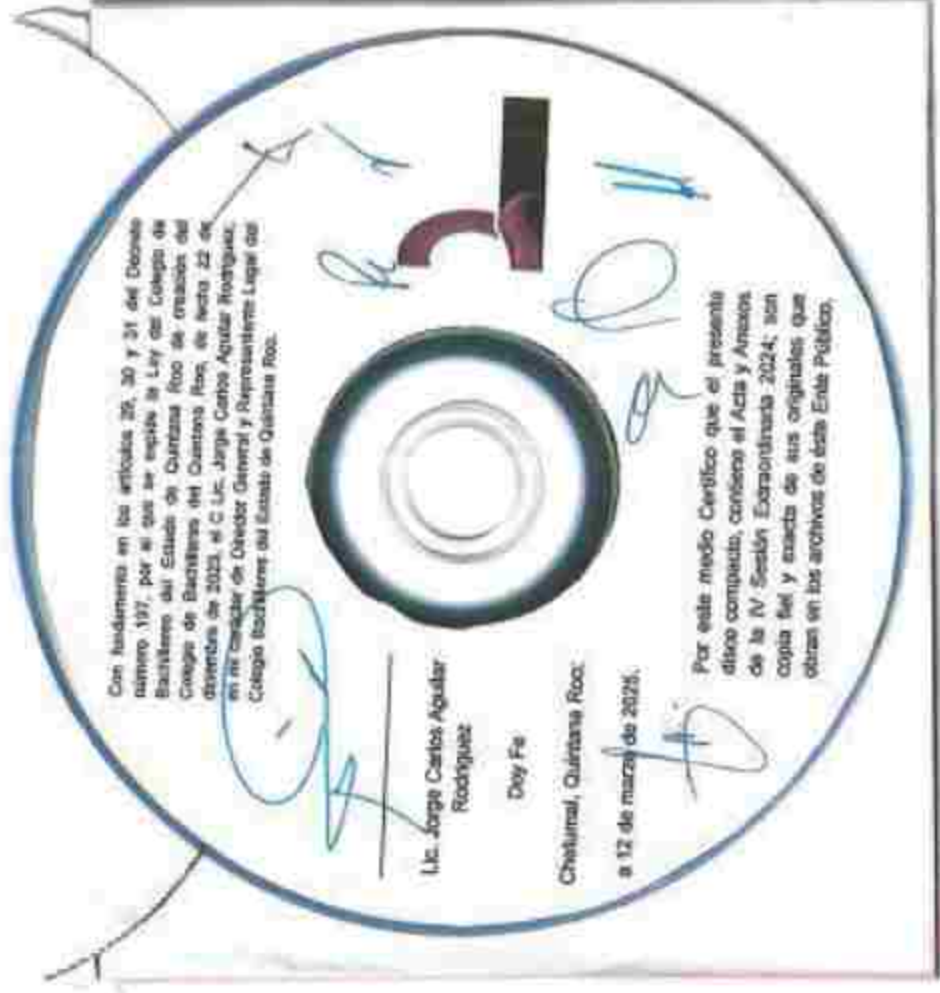 Con fundamento en los artículos 29, 30 y 31 del Decreto
número 197, por el que se expide la Ley del Colegio de
Bachilleres del Estado de Quintana Roo de creación del
Colegio de Bachilleres del Quintana Roo, de fecha 22 de
diciembre de 2023, el C Lic. Jorge Carlos Aguilar Rodríguez,
en mi carácter de Director General y Representante Legal del
Colegio Bachilleres del Estado de Quintana Roo.
Lic. Jorge Carlos Aguilar
Rodríguez
Doy Fe
Chetumal, Quintana Roo;
a 12 de marzo de 2025.
Por este medio Certifico que el presente
disco compacto, contiene el Acta y Anexos
de la IV Sesión Extraordinaria 2024; son
copia fiel y exacta de sus originales que
obran en los archivos de éste Ente Público.